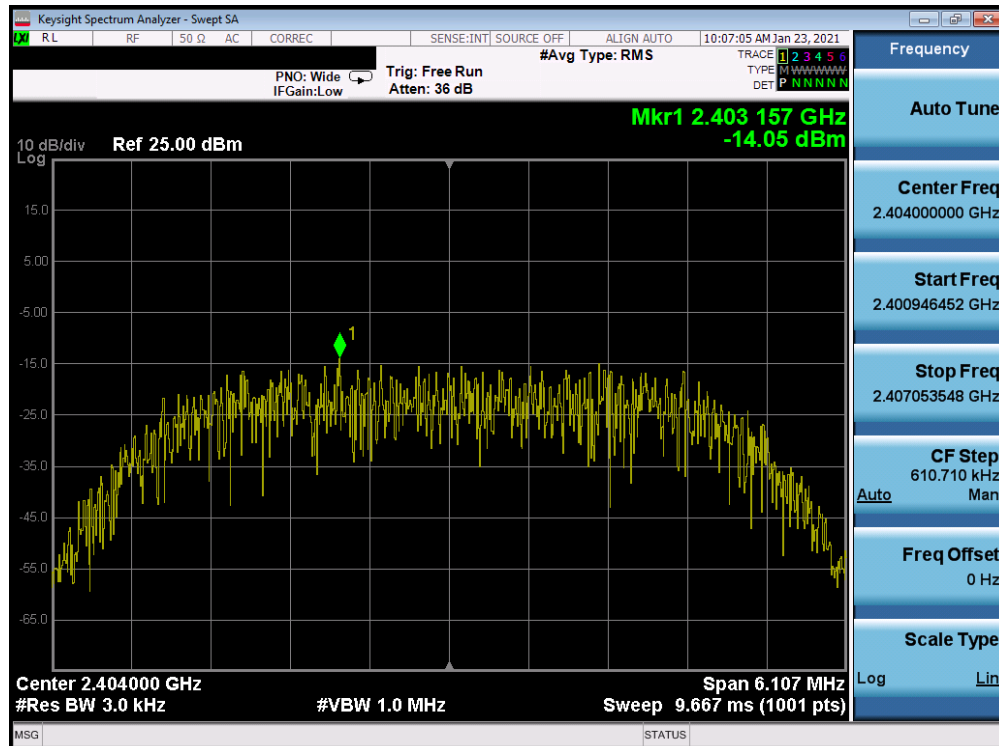 Keysight Spectrum Analyzer - Swept SA
LXI RL RF 50 Ω AC CORREC SENSE:INT SOURCE OFF ALIGN AUTO 10:07:05 AM Jan 23, 2021
#Avg Type: RMS
TRACE 1 2 3 4 5 6
PNO: Wide Trig: Free Run
TYPE M W W W W W
IFGain:Low Atten: 36 dB
DET P N N N N N
Mkr1 2.403 157 GHz
-14.05 dBm
10 dB/div Ref 25.00 dBm
Log
15.0
5.00
-5.00
1
-15.0
-25.0
-35.0
-45.0
-55.0
-65.0
Center 2.404000 GHz Span 6.107 MHz
#Res BW 3.0 kHz #VBW 1.0 MHz Sweep 9.667 ms (1001 pts)
MSG STATUS
Frequency
Auto Tune
Center Freq
2.404000000 GHz
Start Freq
2.400946452 GHz
Stop Freq
2.407053548 GHz
CF Step
610.710 kHz
Auto Man
Freq Offset
0 Hz
Scale Type
Log Lin